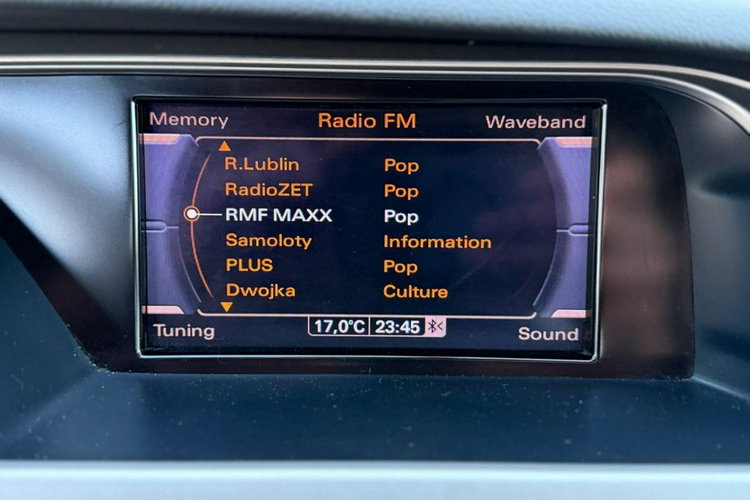 Memory Radio FM Waveband
R.Lublin Pop
RadioZET Pop
RMF MAXX Pop
Samoloty Information
PLUS Pop
Dwojka Culture
Tuning 17,0°C 23:45 Sound